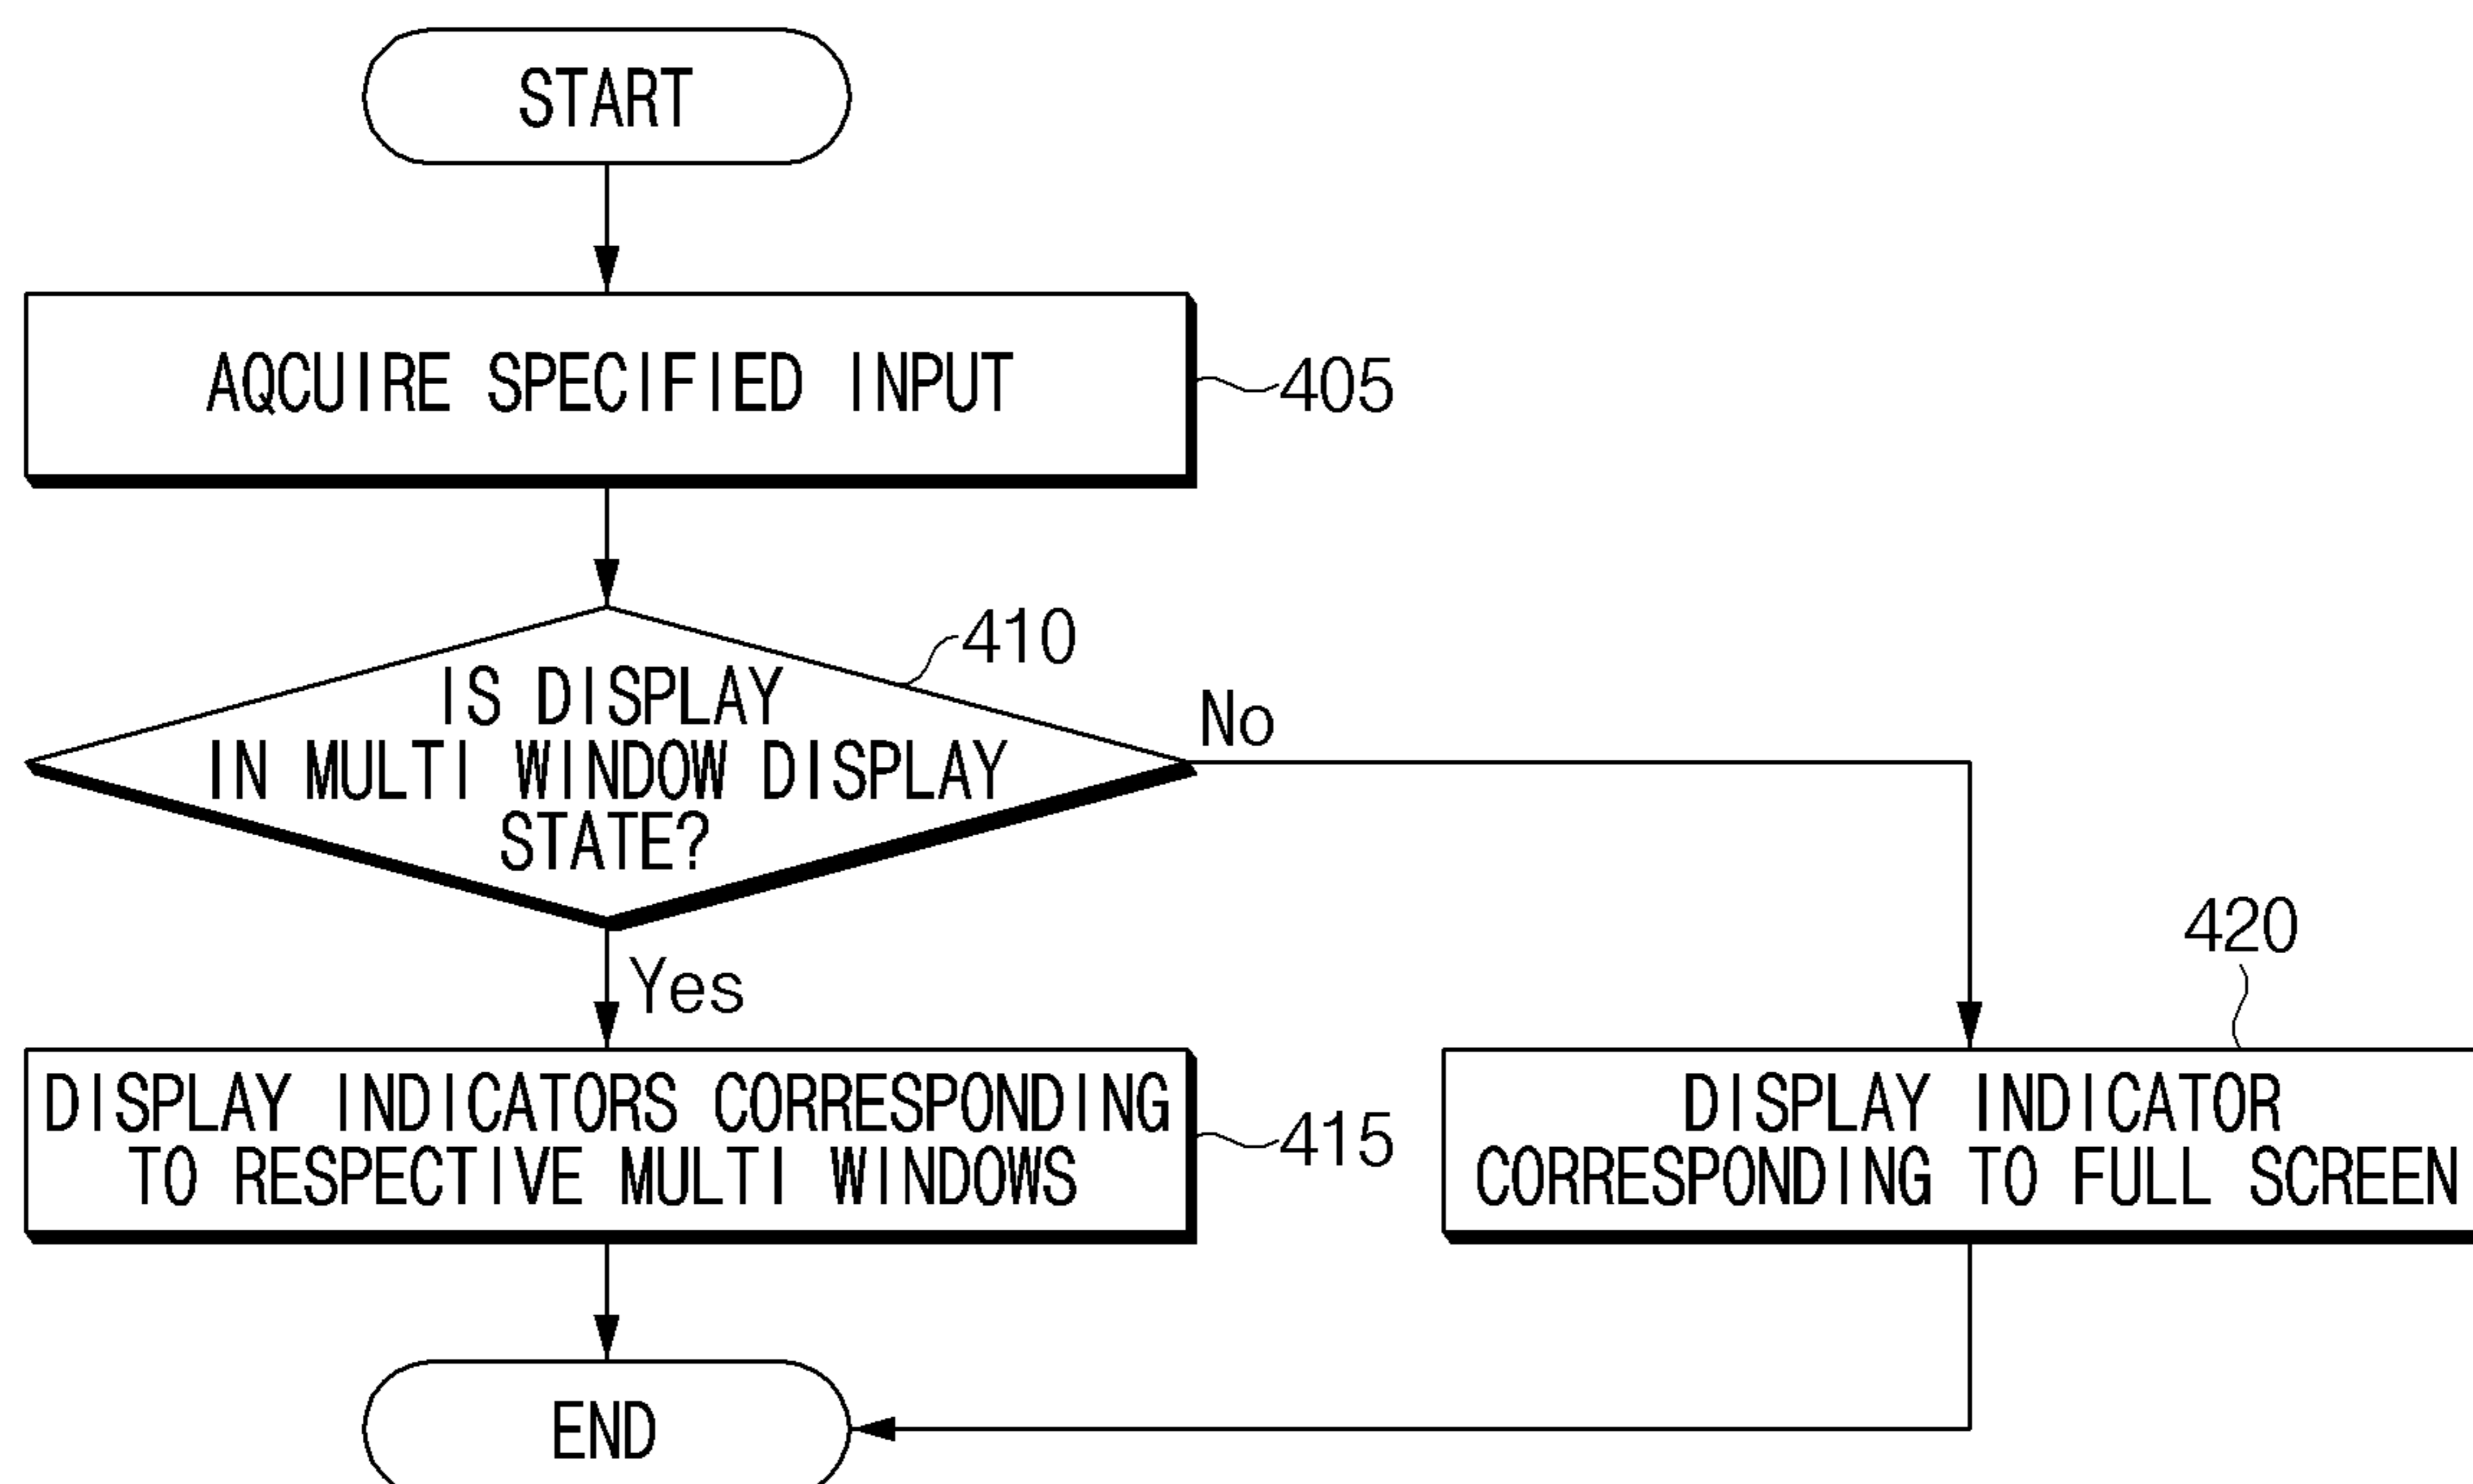 START
AQCUIRE SPECIFIED INPUT
405
410
IS DISPLAY
IN MULTI WINDOW DISPLAY
STATE?
No
Yes
420
DISPLAY INDICATORS CORRESPONDING
TO RESPECTIVE MULTI WINDOWS
415
DISPLAY INDICATOR
CORRESPONDING TO FULL SCREEN
END